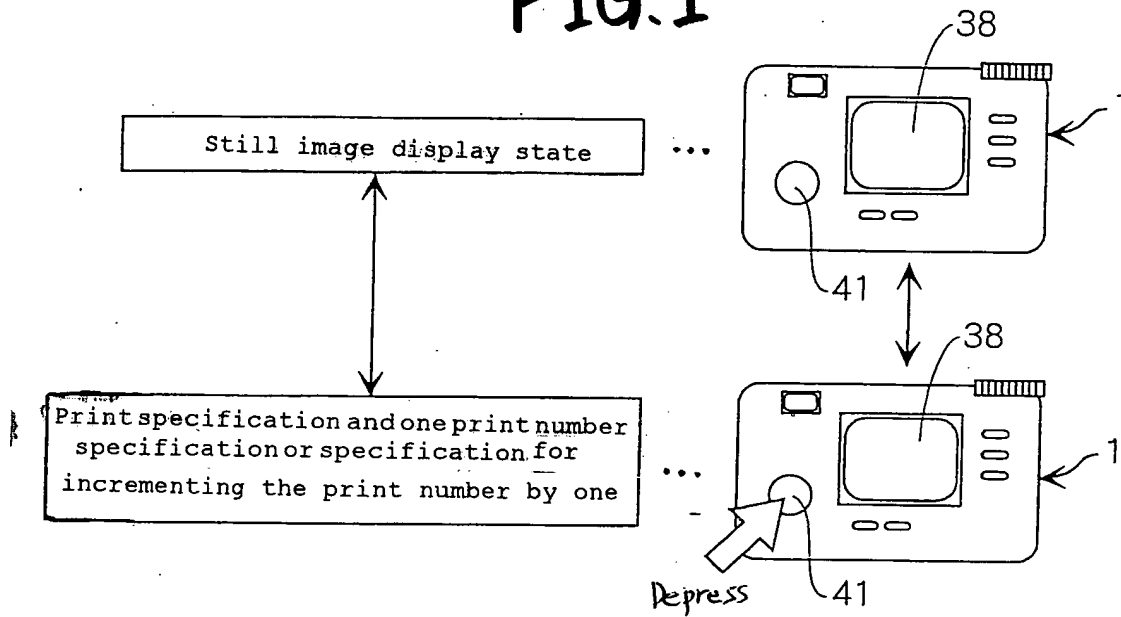 FIG.1
38
Still image display state ...
41
38
Print specification and one print number
specification or specification for
incrementing the print number by one
...
1
Depress
41